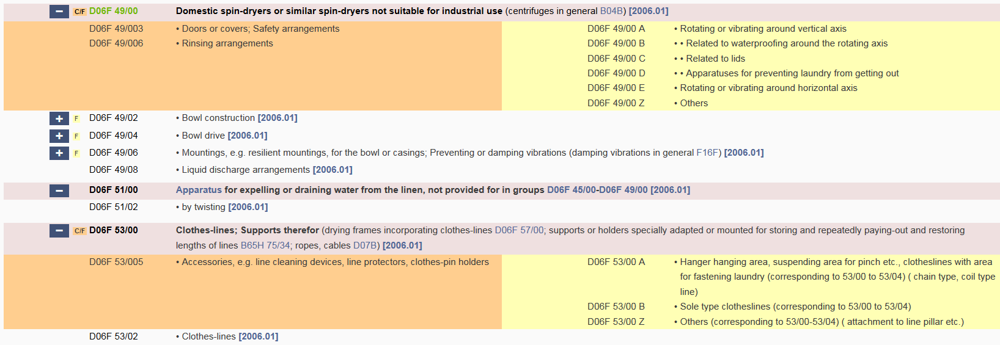 − C/F D06F 49/00 Domestic spin-dryers or similar spin-dryers not suitable for industrial use (centrifuges in general B04B) [2006.01]
D06F 49/003 • Doors or covers; Safety arrangements
D06F 49/006 • Rinsing arrangements
D06F 49/00 A • Rotating or vibrating around vertical axis
D06F 49/00 B • • Related to waterproofing around the rotating axis
D06F 49/00 C • • Related to lids
D06F 49/00 D • • Apparatuses for preventing laundry from getting out
D06F 49/00 E • Rotating or vibrating around horizontal axis
D06F 49/00 Z • Others
+ F D06F 49/02 • Bowl construction [2006.01]
+ F D06F 49/04 • Bowl drive [2006.01]
+ F D06F 49/06 • Mountings, e.g. resilient mountings, for the bowl or casings; Preventing or damping vibrations (damping vibrations in general F16F) [2006.01]
D06F 49/08 • Liquid discharge arrangements [2006.01]
− D06F 51/00 Apparatus for expelling or draining water from the linen, not provided for in groups D06F 45/00-D06F 49/00 [2006.01]
D06F 51/02 • by twisting [2006.01]
− C/F D06F 53/00 Clothes-lines; Supports therefor (drying frames incorporating clothes-lines D06F 57/00; supports or holders specially adapted or mounted for storing and repeatedly paying-out and restoring
lengths of lines B65H 75/34; ropes, cables D07B) [2006.01]
D06F 53/005 • Accessories, e.g. line cleaning devices, line protectors, clothes-pin holders
D06F 53/00 A • Hanger hanging area, suspending area for pinch etc., clotheslines with area
for fastening laundry (corresponding to 53/00 to 53/04) ( chain type, coil type
line)
D06F 53/00 B • Sole type clotheslines (corresponding to 53/00 to 53/04)
D06F 53/00 Z • Others (corresponding to 53/00-53/04) ( attachment to line pillar etc.)
D06F 53/02 • Clothes-lines [2006.01]